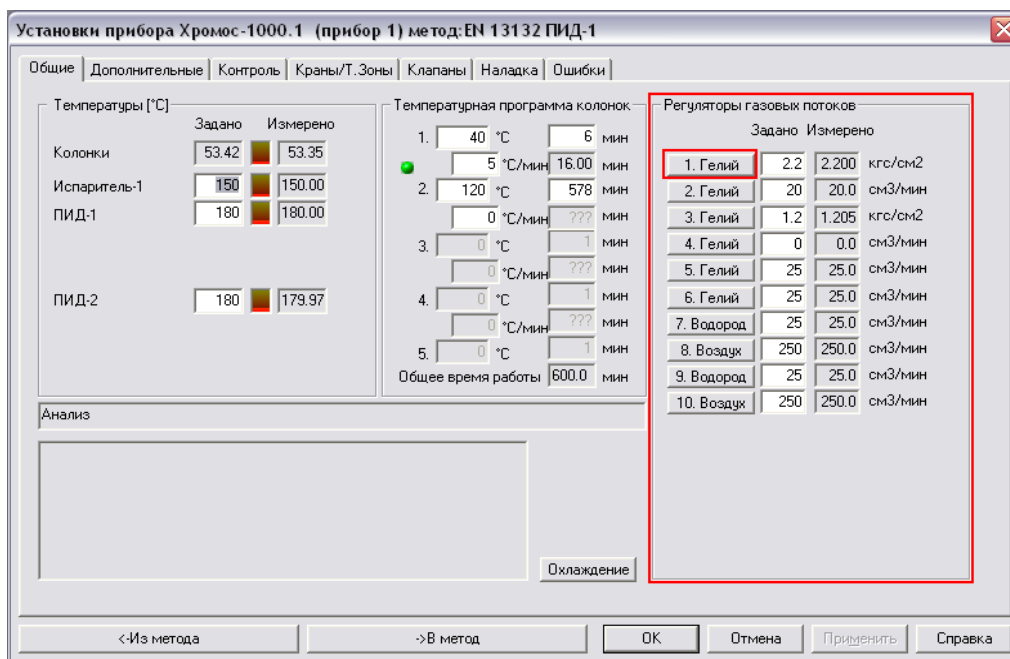 Установки прибора Хромос-1000.1 (прибор 1) метод:EN 13132 ПИД-1
Общие Дополнительные Контроль Краны/Т.Зоны Клапаны Наладка Ошибки
Температуры [°C]
Задано Измерено
Колонки 53.42 53.35
Испаритель-1 150 150.00
ПИД-1 180 180.00
ПИД-2 180 179.97
Температурная программа колонок
1. 40 °C 6 мин
5 °C/мин 16.00 мин
2. 120 °C 578 мин
0 °C/мин ??? мин
3. 0 °C 1 мин
0 °C/мин ??? мин
4. 0 °C 1 мин
0 °C/мин ??? мин
5. 0 °C 1 мин
Общее время работы 600.0 мин
Регуляторы газовых потоков
Задано Измерено
1. Гелий 2.2 2.200 кгс/см2
2. Гелий 20 20.0 см3/мин
3. Гелий 1.2 1.205 кгс/см2
4. Гелий 0 0.0 см3/мин
5. Гелий 25 25.0 см3/мин
6. Гелий 25 25.0 см3/мин
7. Водород 25 25.0 см3/мин
8. Воздух 250 250.0 см3/мин
9. Водород 25 25.0 см3/мин
10. Воздух 250 250.0 см3/мин
Анализ
Охлаждение
<-Из метода ->В метод OK Отмена Применить Справка